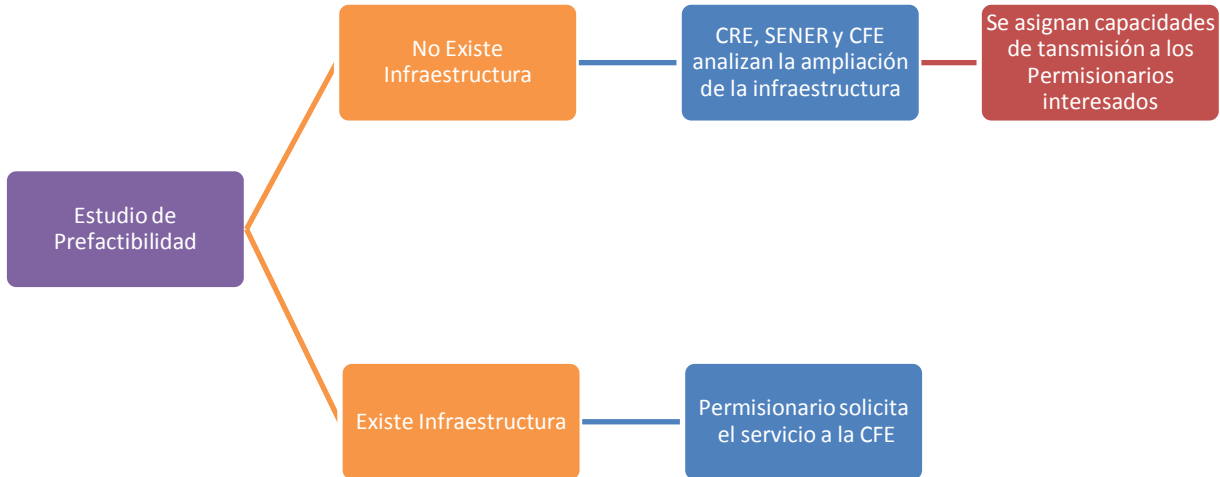 No Existe
Infraestructura
CRE, SENER y CFE
analizan la ampliación
de la infraestructura
Se asignan capacidades
de tansmisión a los
Permisionarios
interesados
Estudio de
Prefactibilidad
Existe Infraestructura
Permisionario solicita
el servicio a la CFE